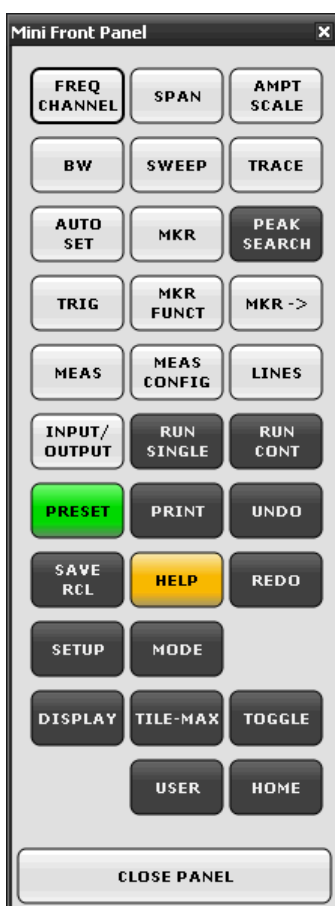 Mini Front Panel x
FREQ CHANNEL
SPAN
AMPT SCALE
BW
SWEEP
TRACE
AUTO SET
MKR
PEAK SEARCH
TRIG
MKR FUNCT
MKR ->
MEAS
MEAS CONFIG
LINES
INPUT/ OUTPUT
RUN SINGLE
RUN CONT
PRESET
PRINT
UNDO
SAVE RCL
HELP
REDO
SETUP
MODE
DISPLAY
TILE-MAX
TOGGLE
USER
HOME
CLOSE PANEL